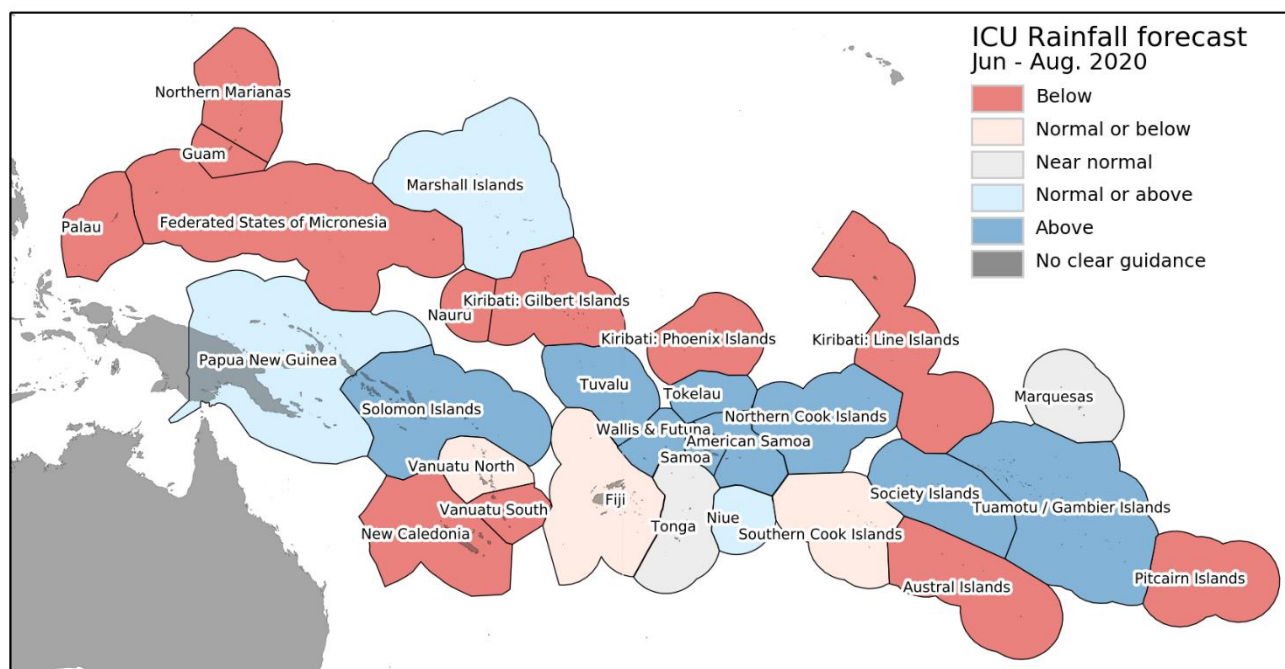 ICU Rainfall forecast
Jun - Aug. 2020
Below
Normal or below
Near normal
Normal or above
Above
No clear guidance
Northern Marianas
Guam
Marshall Islands
Palau
Federated States of Micronesia
Nauru
Kiribati: Gilbert Islands
Kiribati: Phoenix Islands
Kiribati: Line Islands
Papua New Guinea
Tuvalu
Tokelau
Marquesas
Solomon Islands
Northern Cook Islands
Wallis & Futuna
American Samoa
Samoa
Vanuatu North
Fiji
Society Islands
Tuamotu / Gambier Islands
Vanuatu South
New Caledonia
Tonga
Niue
Southern Cook Islands
Austral Islands
Pitcairn Islands